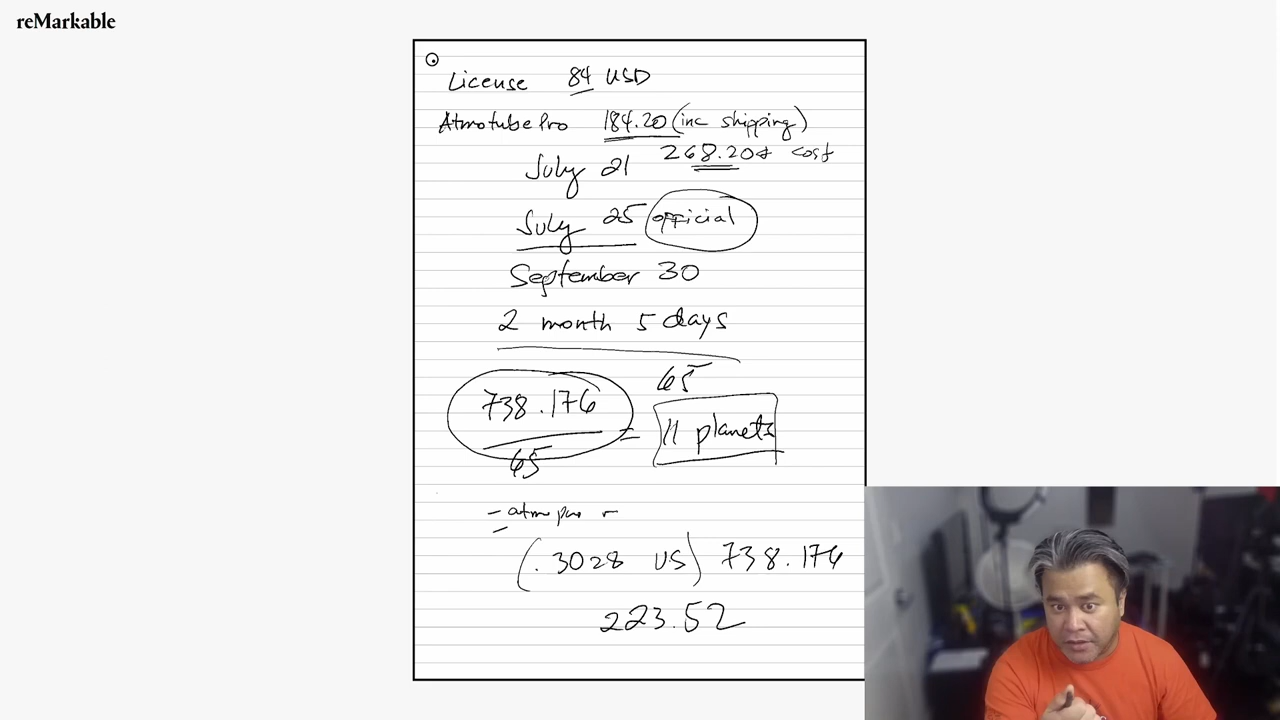 reMarkable
License 84 USD
Atmotube Pro 184.20 (inc shipping)
268.20 cost
July 21
July 25 official
September 30
2 month 5 days
65
738.176
= 11 planets
65
(.3028 US) 738.176
223.52